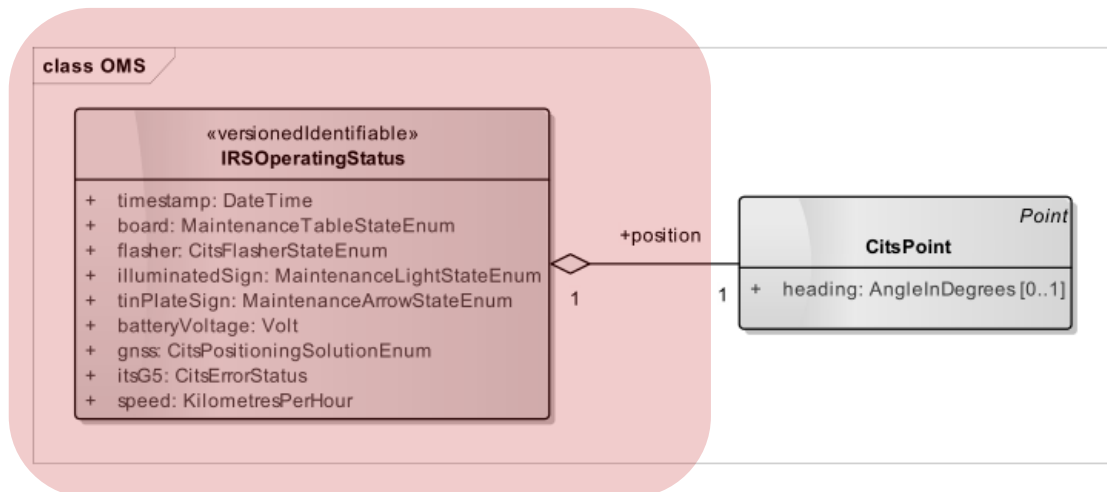 class OMS
«versionedIdentifiable»
IRSOperatingStatus
+ timestamp: DateTime
+ board: MaintenanceTableStateEnum
+ flasher: CitsFlasherStateEnum
+ illuminatedSign: MaintenanceLightStateEnum
+ tinPlateSign: MaintenanceArrowStateEnum
+ batteryVoltage: Volt
+ gnss: CitsPositioningSolutionEnum
+ itsG5: CitsErrorStatus
+ speed: KilometresPerHour
+position
1
1
Point
CitsPoint
+ heading: AngleInDegrees [0..1]